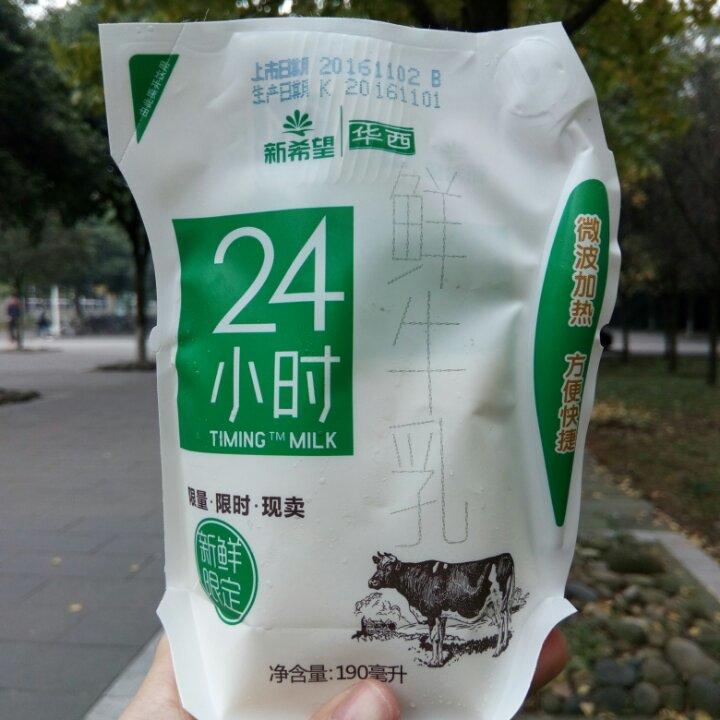 上市日期 20161102 B
生产日期 K 20161101
新希望 华西
鲜牛乳
24
小时
TIMING™ MILK
微波加热 方便快捷
限量·限时·现卖
新鲜
限定
净含量:190毫升